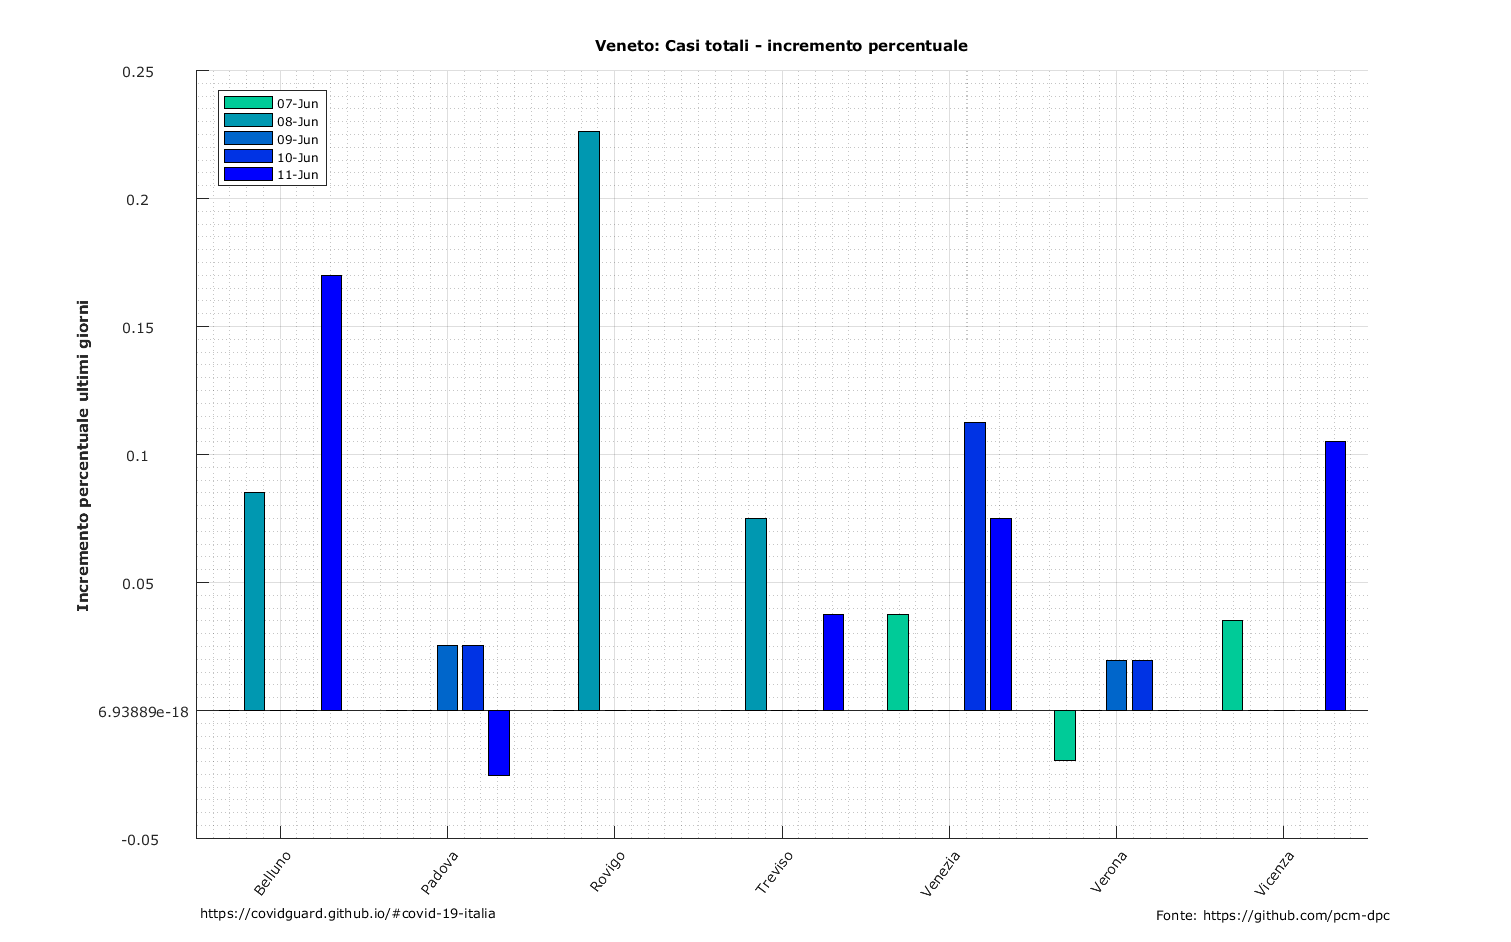 Veneto: Casi totali - incremento percentuale
0.25
0.2
0.15
0.1
0.05
6.93889e-18
-0.05
Incremento percentuale ultimi giorni
07-Jun
08-Jun
09-Jun
10-Jun
11-Jun
Belluno
Padova
Rovigo
Treviso
Venezia
Verona
Vicenza
https://covidguard.github.io/#covid-19-italia
Fonte: https://github.com/pcm-dpc